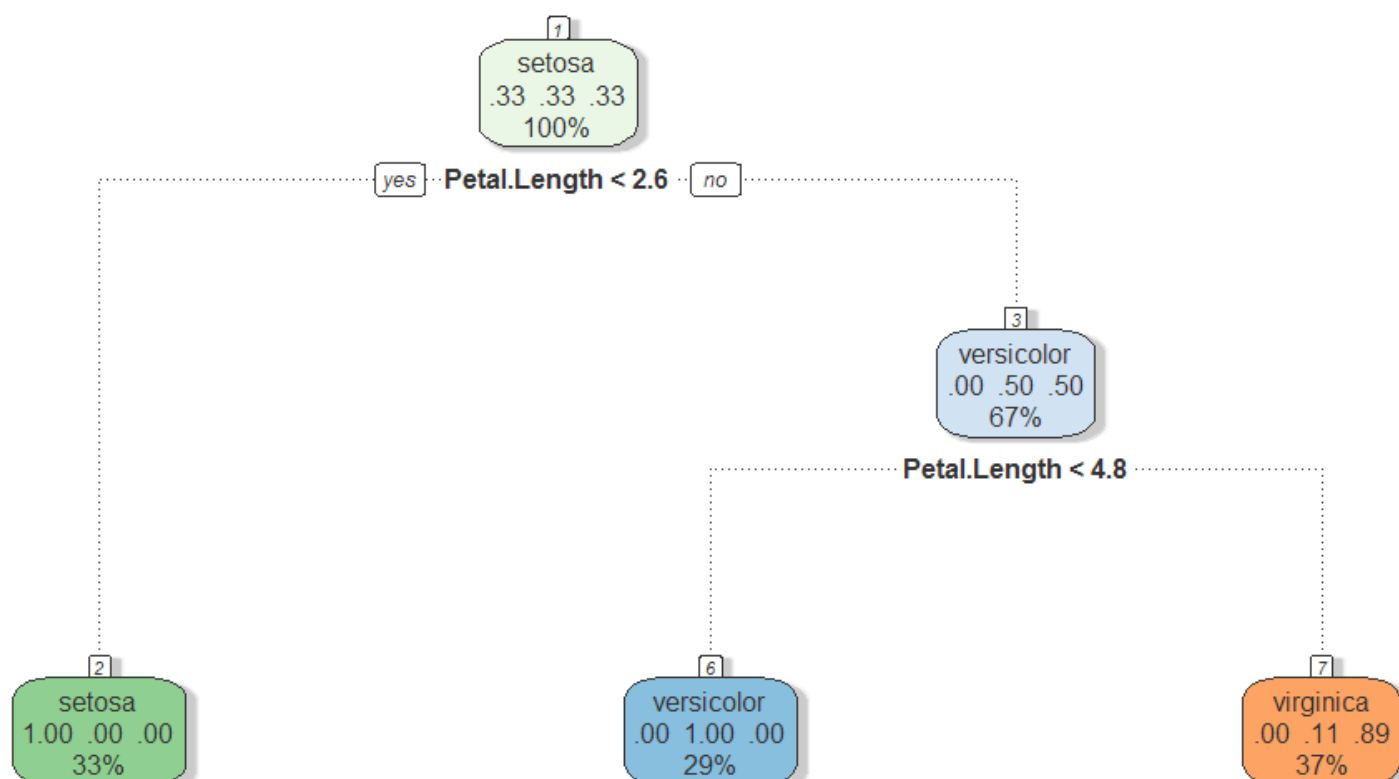 1
setosa
.33 .33 .33
100%
yes Petal.Length < 2.6 no
3
versicolor
.00 .50 .50
67%
Petal.Length < 4.8
2
setosa
1.00 .00 .00
33%
6
versicolor
.00 1.00 .00
29%
7
virginica
.00 .11 .89
37%